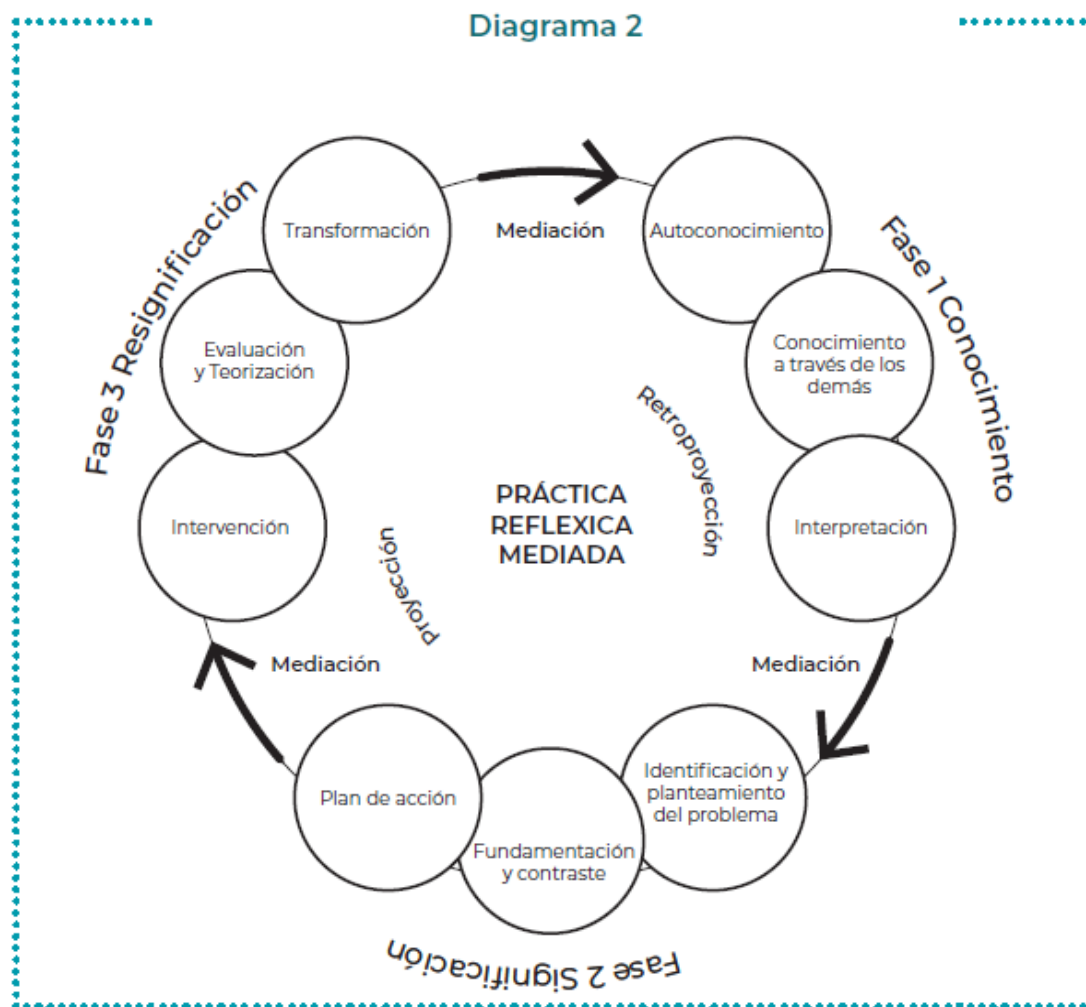 Diagrama 2
Transformación
Mediación
Autoconocimiento
Fase 1 Conocimiento
Conocimiento
a través de los
demás
Interpretación
Retroproyección
Mediación
Identificación y
planteamiento
del problema
Fundamentación
y contraste
Plan de acción
Fase 2 Significación
Mediación
Proyección
Intervención
Evaluación
y Teorización
Fase 3 Resignificación
PRÁCTICA
REFLEXICA
MEDIADA